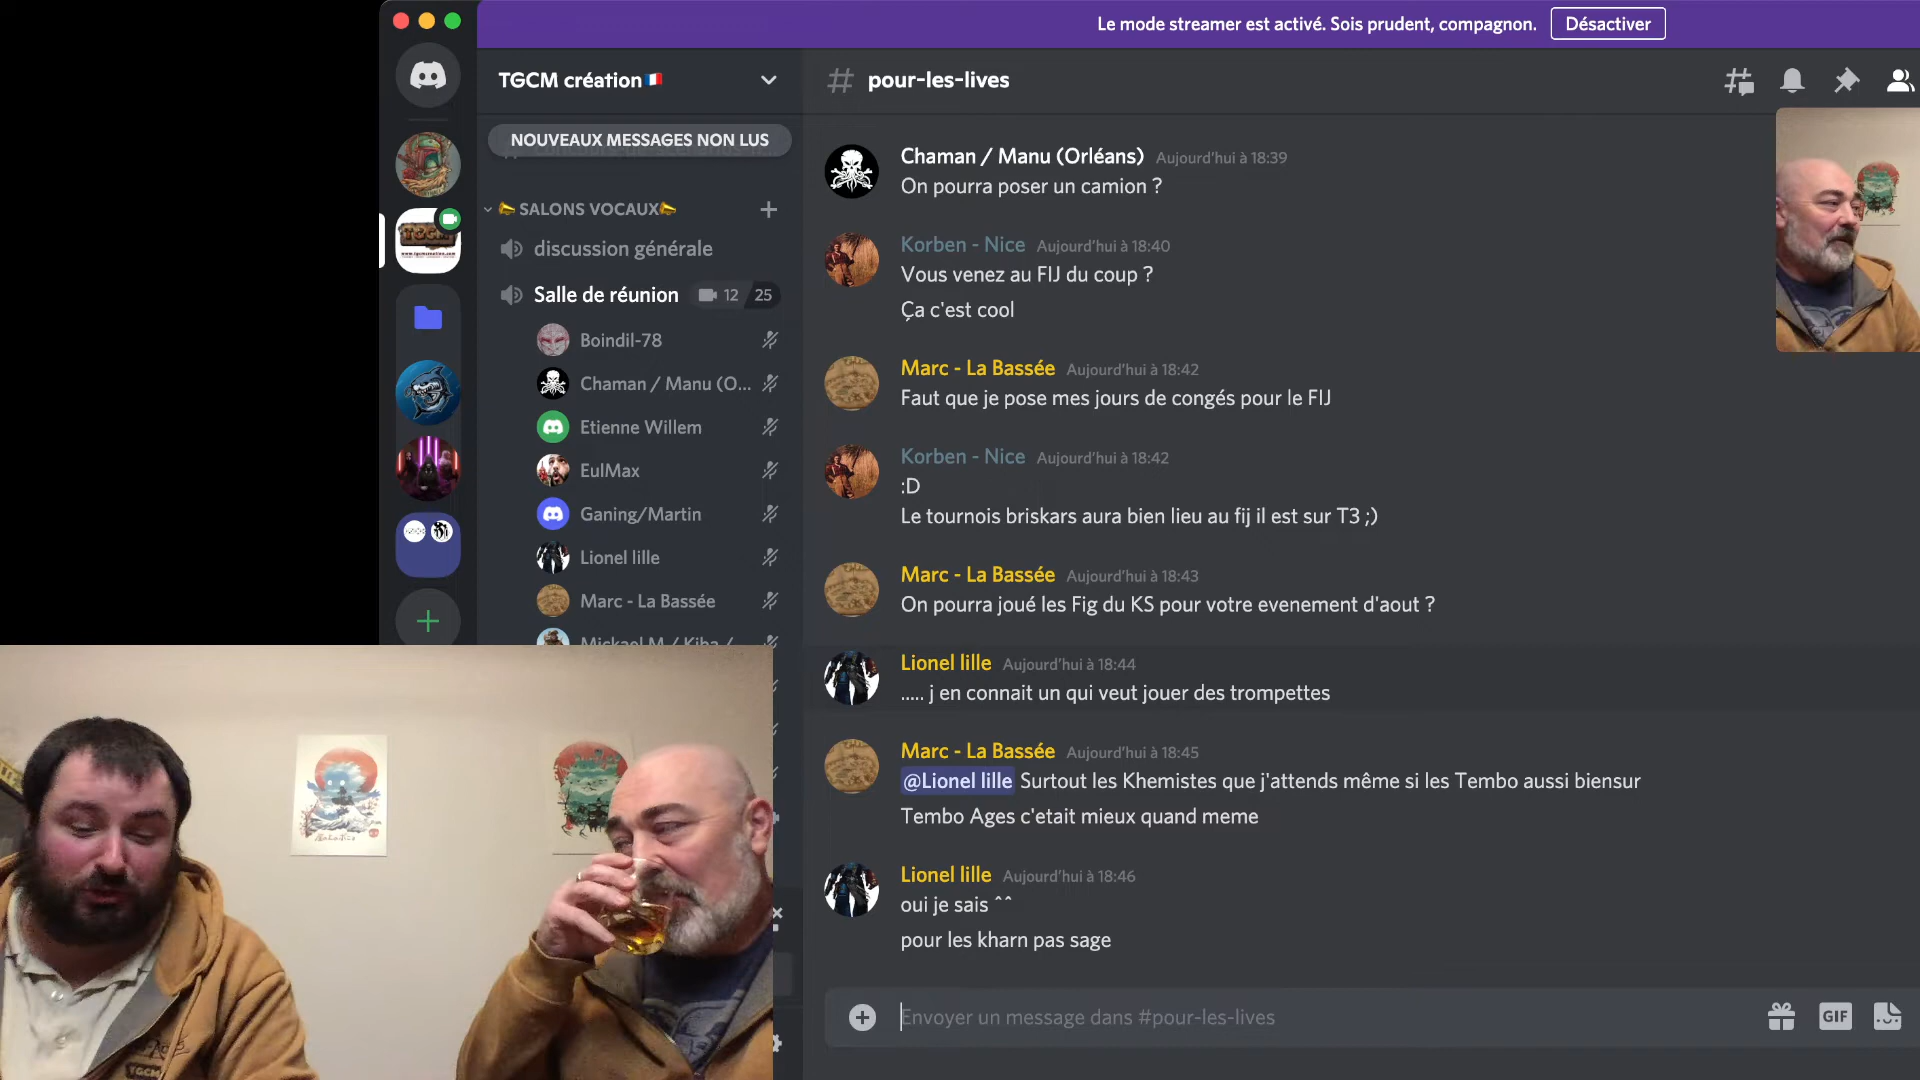 Le mode streamer est activé. Sois prudent, compagnon.
Désactiver
TGCM création
pour-les-lives
NOUVEAUX MESSAGES NON LUS
SALONS VOCAUX
discussion générale
Salle de réunion
12
25
Boindil-78
Chaman / Manu (O...
Etienne Willem
EulMax
Ganing/Martin
Lionel lille
Marc - La Bassée
Mickael M / Kiba /
Chaman / Manu (Orléans) Aujourd'hui à 18:39
On pourra poser un camion ?
Korben - Nice Aujourd'hui à 18:40
Vous venez au FIJ du coup ?
Ça c'est cool
Marc - La Bassée Aujourd'hui à 18:42
Faut que je pose mes jours de congés pour le FIJ
Korben - Nice Aujourd'hui à 18:42
:D
Le tournois briskars aura bien lieu au fij il est sur T3 ;)
Marc - La Bassée Aujourd'hui à 18:43
On pourra joué les Fig du KS pour votre evenement d'aout ?
Lionel lille Aujourd'hui à 18:44
..... j en connait un qui veut jouer des trompettes
Marc - La Bassée Aujourd'hui à 18:45
@Lionel lille Surtout les Khemistes que j'attends même si les Tembo aussi biensur
Tembo Ages c'etait mieux quand meme
Lionel lille Aujourd'hui à 18:46
oui je sais ^^
pour les kharn pas sage
Envoyer un message dans #pour-les-lives
GIF
TGCM